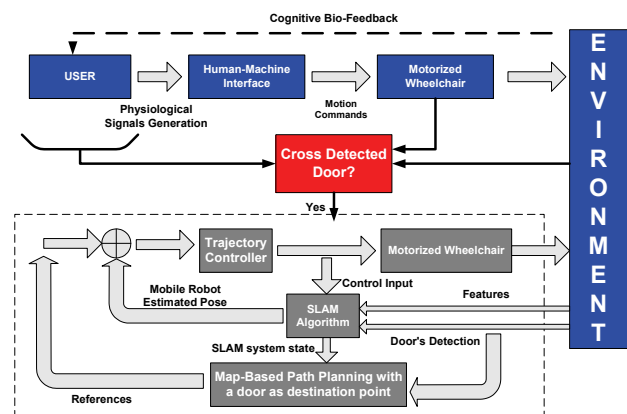 Cognitive Bio-Feedback
USER
Human-Machine
Interface
Motorized
Wheelchair
Physiological
Signals Generation
Motion
Commands
Cross Detected
Door?
Yes
ENVIRONMENT
Trajectory
Controller
Motorized Wheelchair
Mobile Robot
Estimated Pose
Control Input
SLAM
Algorithm
Features
Door's Detection
SLAM system state
Map-Based Path Planning with
a door as destination point
References